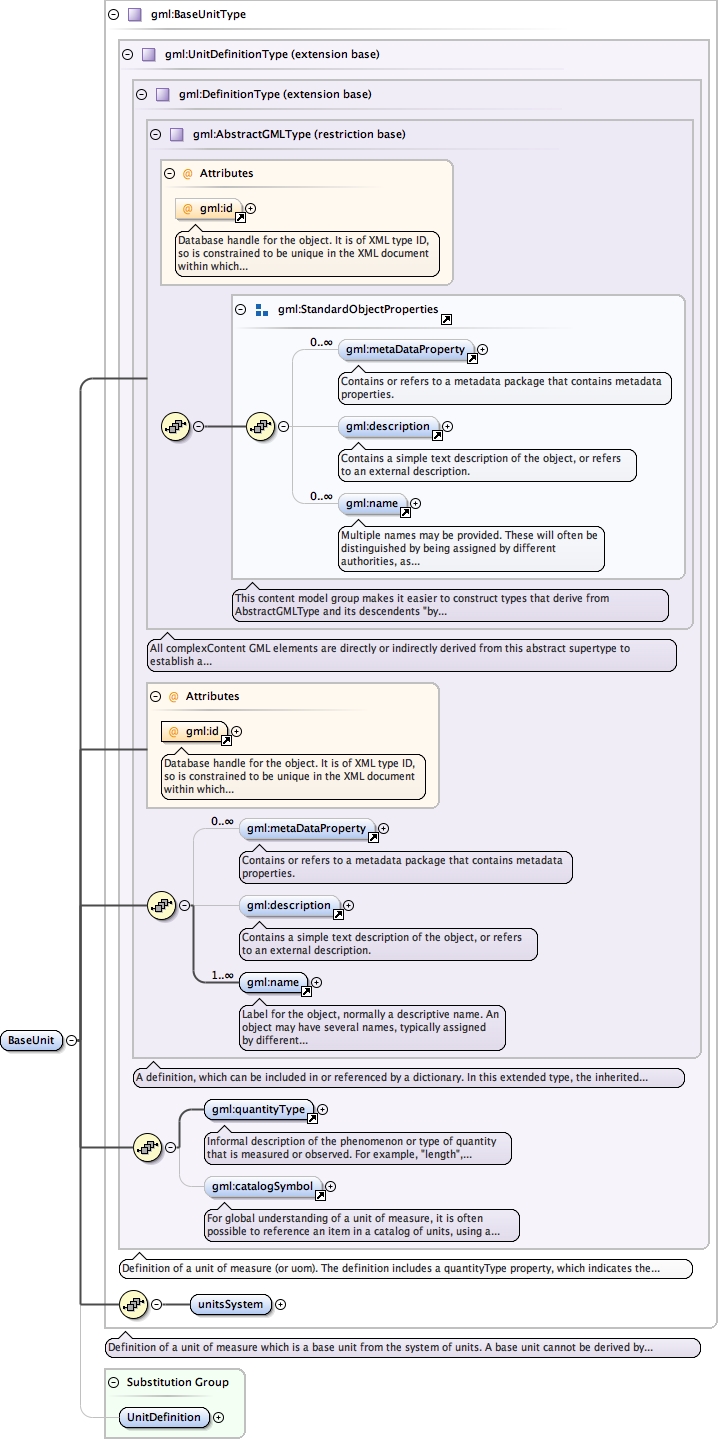 gml:BaseUnitType
gml:UnitDefinitionType (extension base)
gml:DefinitionType (extension base)
gml:AbstractGMLType (restriction base)
@ Attributes
@ gml:id
Database handle for the object. It is of XML type ID,
so is constrained to be unique in the XML document
within which...
gml:StandardObjectProperties
0..∞
gml:metaDataProperty
Contains or refers to a metadata package that contains metadata
properties.
gml:description
Contains a simple text description of the object, or refers
to an external description.
0..∞
gml:name
Multiple names may be provided. These will often be
distinguished by being assigned by different
authorities, as...
This content model group makes it easier to construct types that derive from
AbstractGMLType and its descendents "by...
All complexContent GML elements are directly or indirectly derived from this abstract supertype to
establish a...
@ Attributes
@ gml:id
Database handle for the object. It is of XML type ID,
so is constrained to be unique in the XML document
within which...
0..∞
gml:metaDataProperty
Contains or refers to a metadata package that contains metadata
properties.
gml:description
Contains a simple text description of the object, or refers
to an external description.
1..∞
gml:name
Label for the object, normally a descriptive name. An
object may have several names, typically assigned
by different...
BaseUnit
A definition, which can be included in or referenced by a dictionary. In this extended type, the inherited...
gml:quantityType
Informal description of the phenomenon or type of quantity
that is measured or observed. For example, "length",...
gml:catalogSymbol
For global understanding of a unit of measure, it is often
possible to reference an item in a catalog of units, using a...
Definition of a unit of measure (or uom). The definition includes a quantityType property, which indicates the...
unitsSystem
Definition of a unit of measure which is a base unit from the system of units. A base unit cannot be derived by...
Substitution Group
UnitDefinition